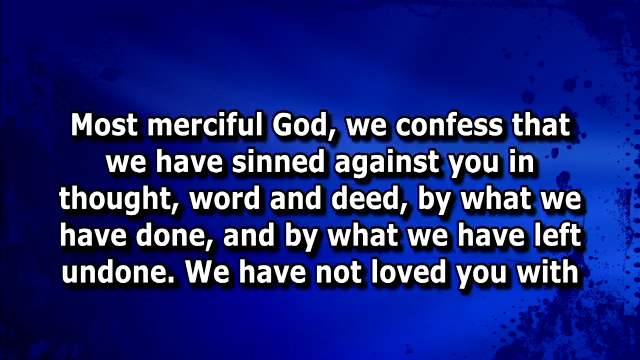 Most merciful God, we confess that
we have sinned against you in
thought, word and deed, by what we
have done, and by what we have left
undone. We have not loved you with